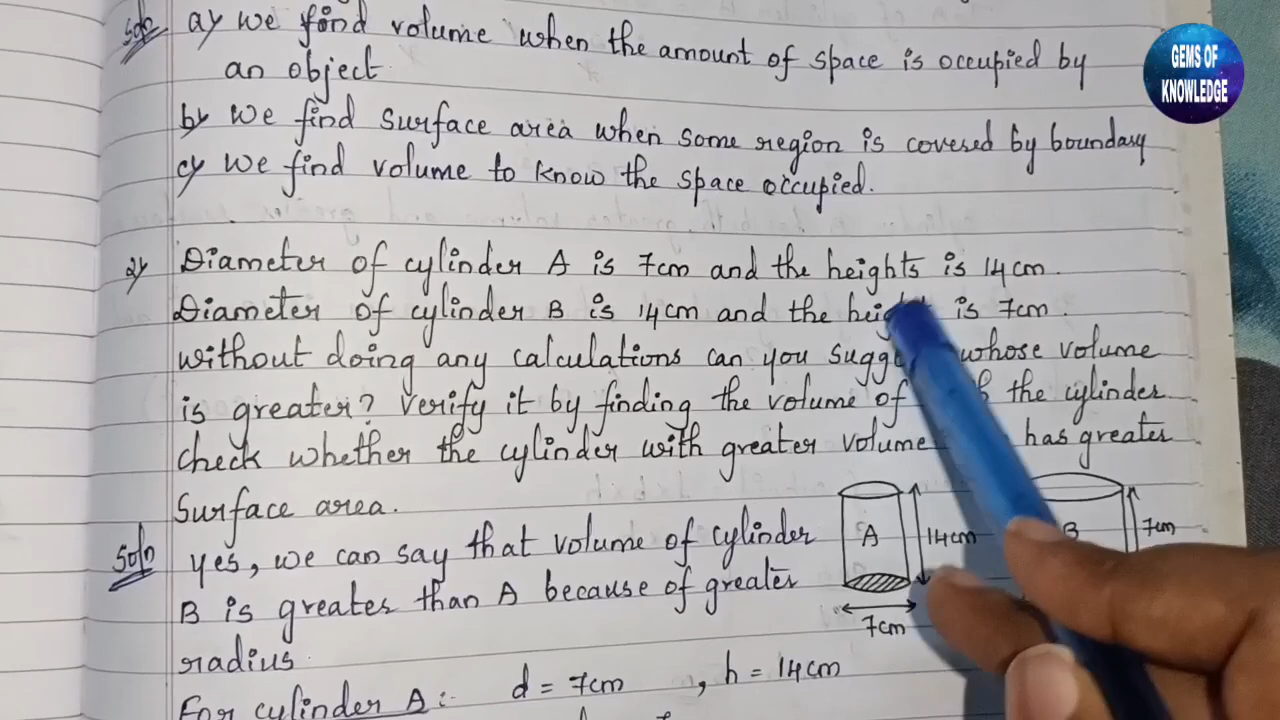 Soln a) We find volume when the amount of space is occupied by
an object
b) We find surface area when some region is covered by boundary
c) We find volume to know the space occupied.
2) Diameter of cylinder A is 7cm and the heights is 14cm.
Diameter of cylinder B is 14cm and the is 7cm.
without doing any calculations can you whose volume
is greater? Verify it by finding the volume of the cylinder
check whether the cylinder with greater volume has greater
Surface area.
Soln yes, we can say that volume of cylinder
B is greater than A because of greater
radius.
For cylinder A:- d = 7cm , h = 14cm
A
14cm
7cm
B
7cm
GEMS OF
KNOWLEDGE